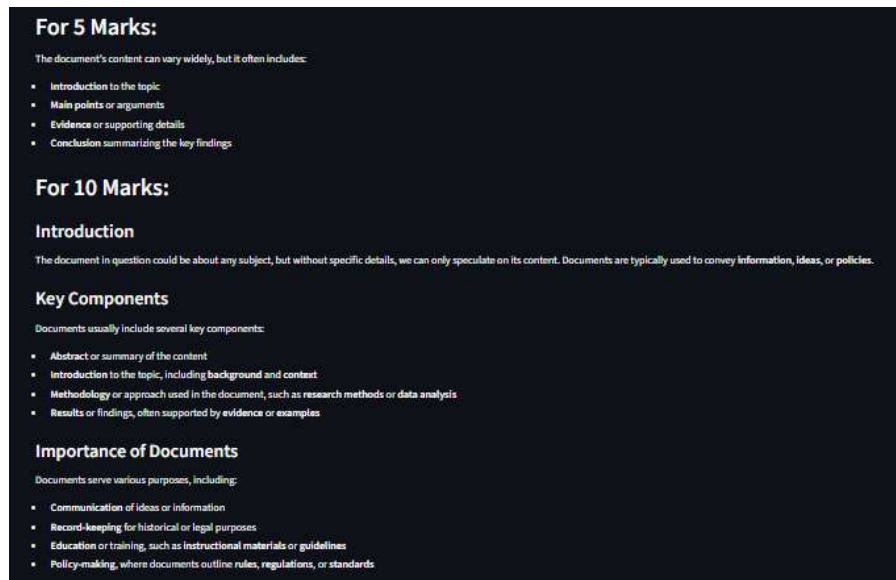 For 5 Marks:
The document's content can vary widely, but it often includes:
Introduction to the topic
Main points or arguments
Evidence or supporting details
Conclusion summarizing the key findings
For 10 Marks:
Introduction
The document in question could be about any subject, but without specific details, we can only speculate on its content. Documents are typically used to convey information, ideas, or policies.
Key Components
Documents usually include several key components:
Abstract or summary of the content
Introduction to the topic, including background and context
Methodology or approach used in the document, such as research methods or data analysis
Results or findings, often supported by evidence or examples
Importance of Documents
Documents serve various purposes, including:
Communication of ideas or information
Record-keeping for historical or legal purposes
Education or training, such as instructional materials or guidelines
Policy-making, where documents outline rules, regulations, or standards